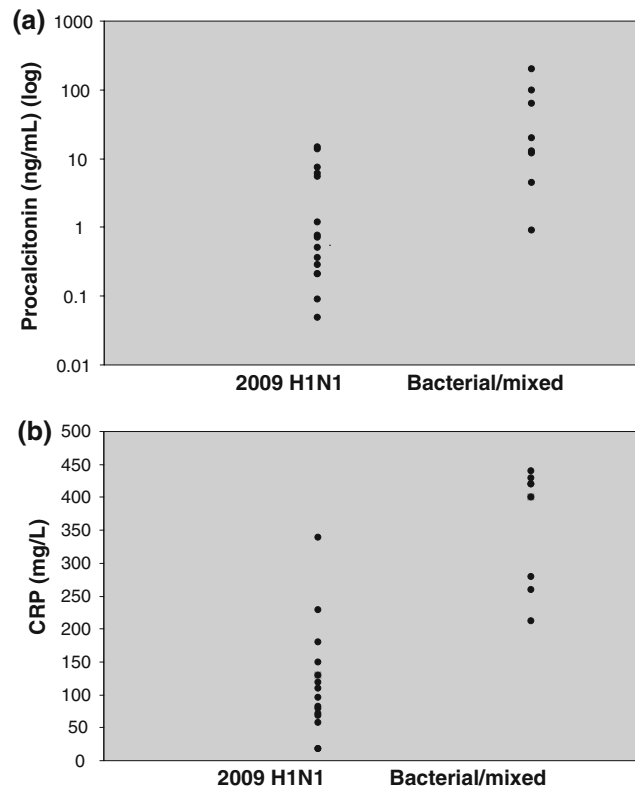 (a)
Procalcitonin (ng/mL) (log)
1000
100
10
1
0.1
0.01
2009 H1N1 Bacterial/mixed
(b)
CRP (mg/L)
500
450
400
350
300
250
200
150
100
50
0
2009 H1N1 Bacterial/mixed